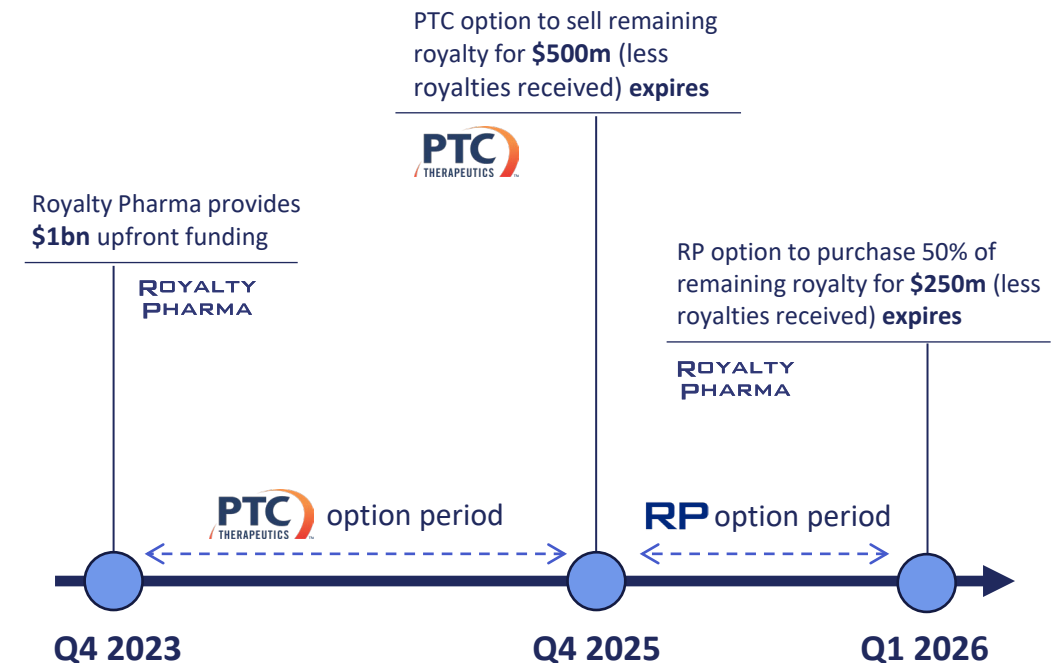 PTC option to sell remaining
royalty for $500m (less
royalties received) expires
PTC
THERAPEUTICS
Royalty Pharma provides
$1bn upfront funding
ROYALTY
PHARMA
RP option to purchase 50% of
remaining royalty for $250m (less
royalties received) expires
ROYALTY
PHARMA
PTC
THERAPEUTICS
option period
RP option period
Q4 2023
Q4 2025
Q1 2026